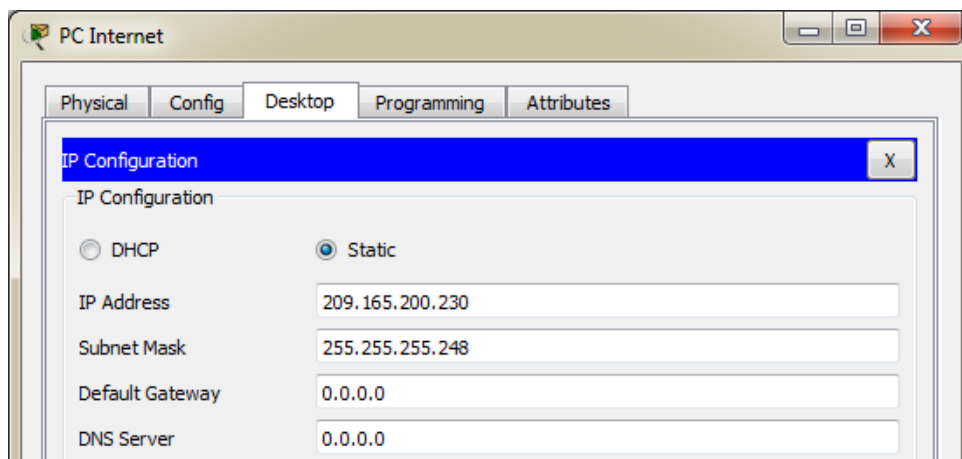 PC Internet
X
Physical Config Desktop Programming Attributes
IP Configuration X
IP Configuration
DHCP Static
IP Address 209.165.200.230
Subnet Mask 255.255.255.248
Default Gateway 0.0.0.0
DNS Server 0.0.0.0